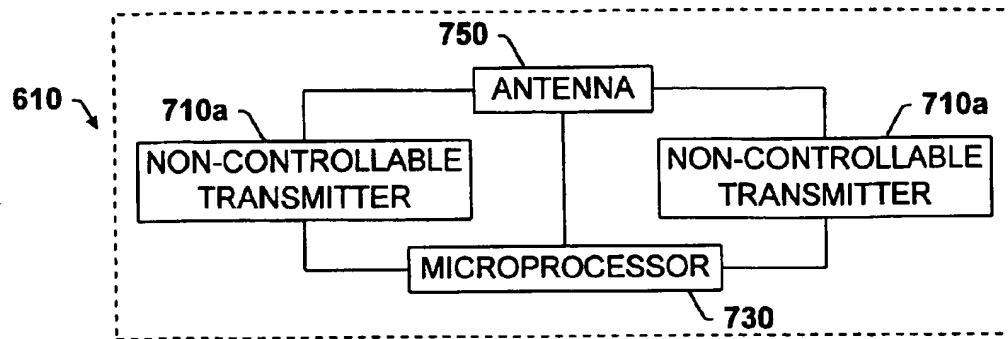 750
ANTENNA
610
710a
710a
NON-CONTROLLABLE
TRANSMITTER
NON-CONTROLLABLE
TRANSMITTER
MICROPROCESSOR
730